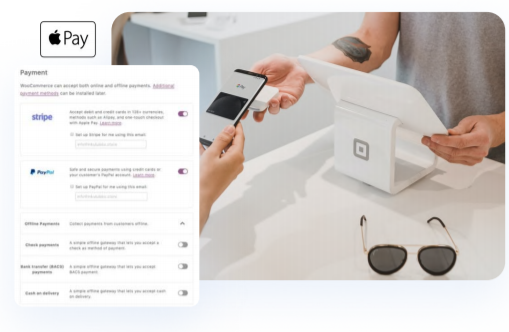 Pay
Payment
WooCommerce can accept both online and offline payments. Additional
payment methods can be installed later.
stripe
Accept debit and credit cards in 135+ currencies,
methods such as Alipay, and one-touch checkout
with Apple Pay. Learn more.
Set up Stripe for me using this email:
PayPal
Safe and secure payments using credit cards or
your customer's PayPal account. Learn more.
Set up PayPal for me using this email:
Offline Payments
Collect payments from customers offline.
Check payments
A simple offline gateway that lets you accept a
check as method of payment.
Bank transfer (BACS)
payments
A simple offline gateway that lets you accept
BACS payment.
Cash on delivery
A simple offline gateway that lets you accept cash
on delivery.
Pay